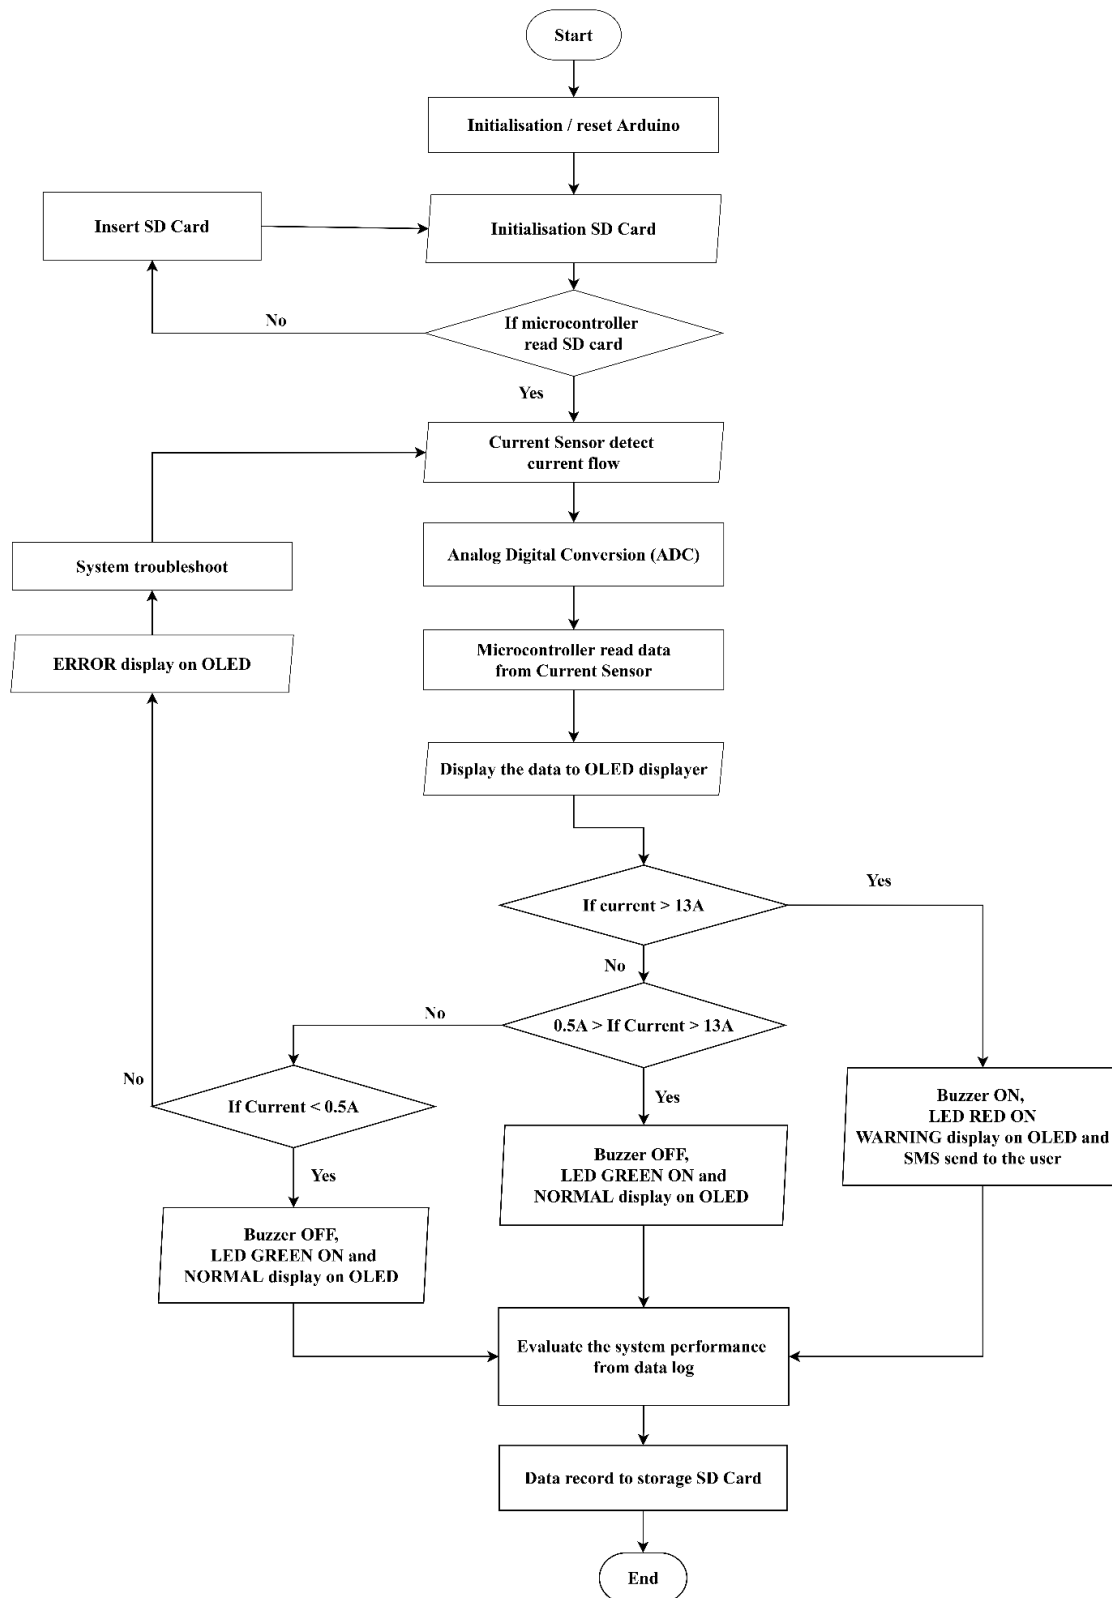 Start
Initialisation / reset Arduino
Insert SD Card
Initialisation SD Card
No
If microcontroller
read SD card
Yes
Current Sensor detect
current flow
Analog Digital Conversion (ADC)
System troubleshoot
ERROR display on OLED
Microcontroller read data
from Current Sensor
Display the data to OLED displayer
If current > 13A
Yes
No
0.5A > If Current > 13A
No
No
If Current < 0.5A
Yes
Yes
Buzzer ON,
LED RED ON
WARNING display on OLED and
SMS send to the user
Buzzer OFF,
LED GREEN ON and
NORMAL display on OLED
Buzzer OFF,
LED GREEN ON and
NORMAL display on OLED
Evaluate the system performance
from data log
Data record to storage SD Card
End